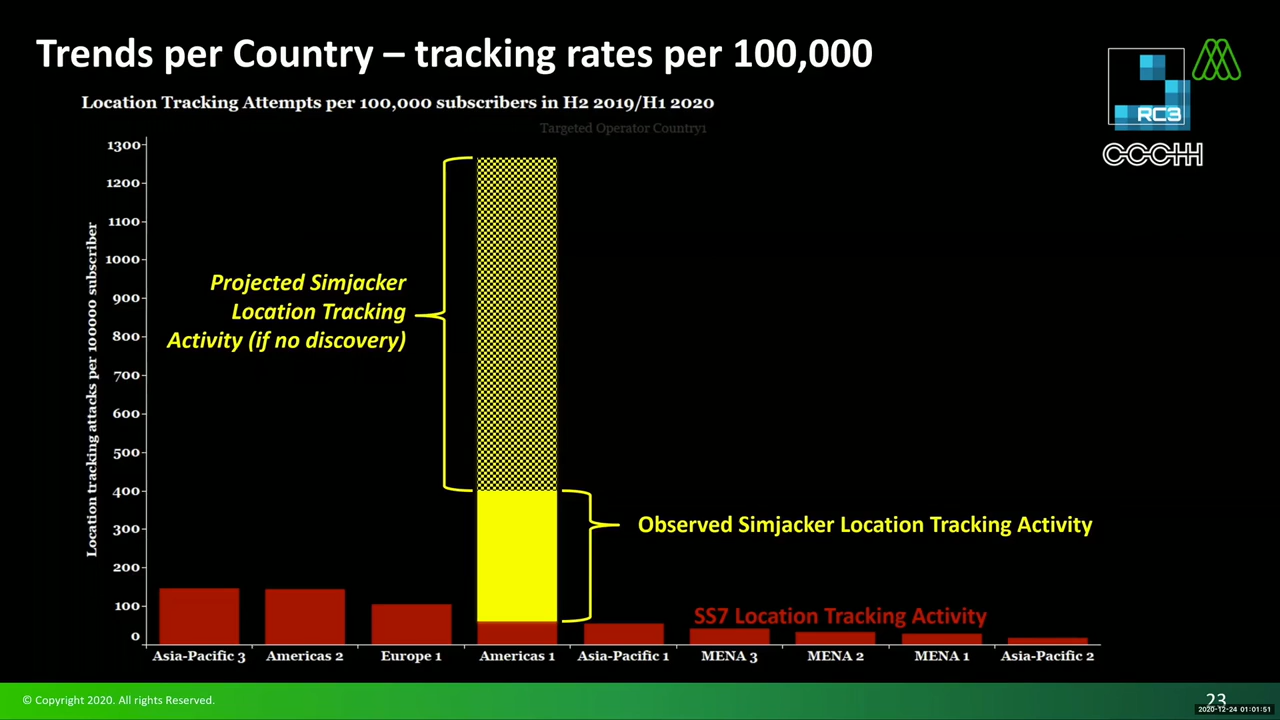 Trends per Country – tracking rates per 100,000
RC3
CCCHH
Location Tracking Attempts per 100,000 subscribers in H2 2019/H1 2020
Targeted Operator Country1
Location tracking attacks per 1000000 subscriber
1300
1200
1100
1000
900
800
700
600
500
400
300
200
100
0
Projected Simjacker
Location Tracking
Activity (if no discovery)
Observed Simjacker Location Tracking Activity
SS7 Location Tracking Activity
Asia-Pacific 3 Americas 2 Europe 1 Americas 1 Asia-Pacific 1 MENA 3 MENA 2 MENA 1 Asia-Pacific 2
© Copyright 2020. All rights Reserved.
23
2020-12-24 01:01:51